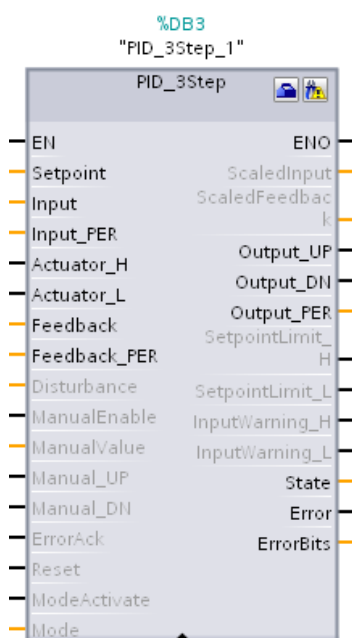 %DB3
"PID_3Step_1"
PID_3Step
EN
ENO
Setpoint
ScaledInput
Input
ScaledFeedbac
k
Input_PER
Output_UP
Actuator_H
Output_DN
Actuator_L
Output_PER
Feedback
SetpointLimit_
H
Feedback_PER
Disturbance
SetpointLimit_L
ManualEnable
InputWarning_H
ManualValue
InputWarning_L
Manual_UP
State
Manual_DN
Error
ErrorAck
ErrorBits
Reset
ModeActivate
Mode